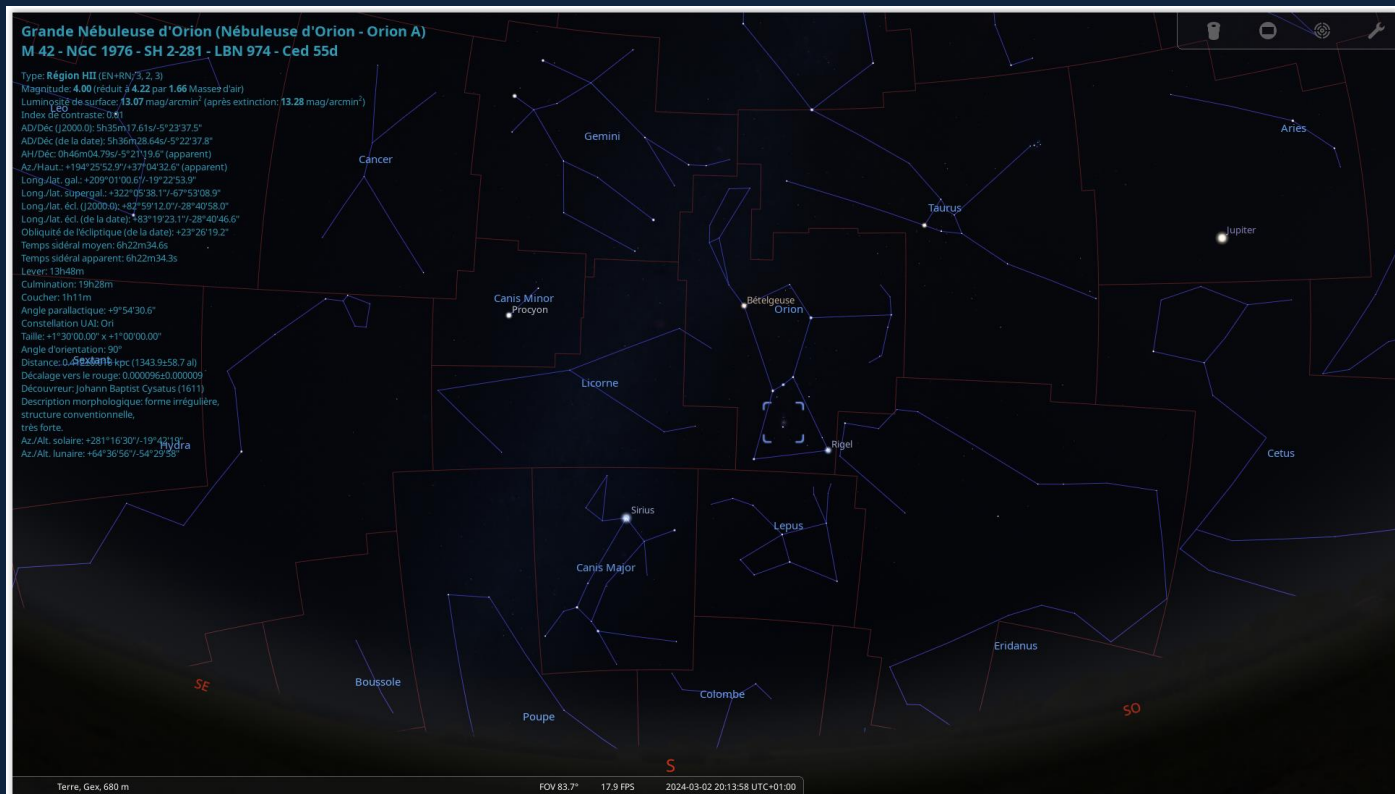 Grande Nébuleuse d'Orion (Nébuleuse d'Orion - Orion A)
M 42 - NGC 1976 - SH 2-281 - LBN 974 - Ced 55d
Type: Région HII (EN+RN; 3, 2, 3)
Magnitude: 4.00 (réduit à 4.22 par 1.66 Masses d'air)
Luminosité de surface: 13.07 mag/arcmin² (après extinction: 13.28 mag/arcmin²)
Leo
Index de contraste: 0.91
AD/Déc (J2000.0): 5h35m17.61s/-5°23'37.5"
AD/Déc (de la date): 5h36m28.64s/-5°22'37.8"
AH/Déc: 0h46m04.79s/-5°21'19.6" (apparent)
Az./Haut.: +194°25'52.9"/+37°04'32.6" (apparent)
Long./lat. gal.: +209°01'00.6"/-19°22'53.9"
Long./lat. supergal.: +322°05'38.1"/-67°53'08.9"
Long./lat. écl. (J2000.0): +82°59'12.0"/-28°40'58.0"
Long./lat. écl. (de la date): +83°19'23.1"/-28°40'46.6"
Obliquité de l'écliptique (de la date): +23°26'19.2"
Temps sidéral moyen: 6h22m34.6s
Temps sidéral apparent: 6h22m34.3s
Lever: 13h48m
Culmination: 19h28m
Coucher: 1h11m
Angle parallactique: +9°54'30.6"
Constellation UAI: Ori
Taille: +1°30'00.00" x +1°00'00.00"
Angle d'orientation: 90°
Sextant
Distance: kpc (1343.9±58.7 al)
Décalage vers le rouge: 0.000096±0.000009
Découvreur: Johann Baptist Cysatus (1611)
Description morphologique: forme irrégulière,
structure conventionnelle,
très forte.
Az./Alt. solaire: +281°16'30"/-19°42'19"
Hydra
Az./Alt. lunaire: +64°36'56"/-54°29'58"
Gemini
Aries
Cancer
Taurus
Jupiter
Canis Minor
Procyon
Bételgeuse
Orion
Licorne
Rigel
Cetus
Sirius
Lepus
Canis Major
Eridanus
Boussole
SE
Colombe
SO
Poupe
S
Terre, Gex, 680 m
FOV 83.7°
17.9 FPS
2024-03-02 20:13:58 UTC+01:00